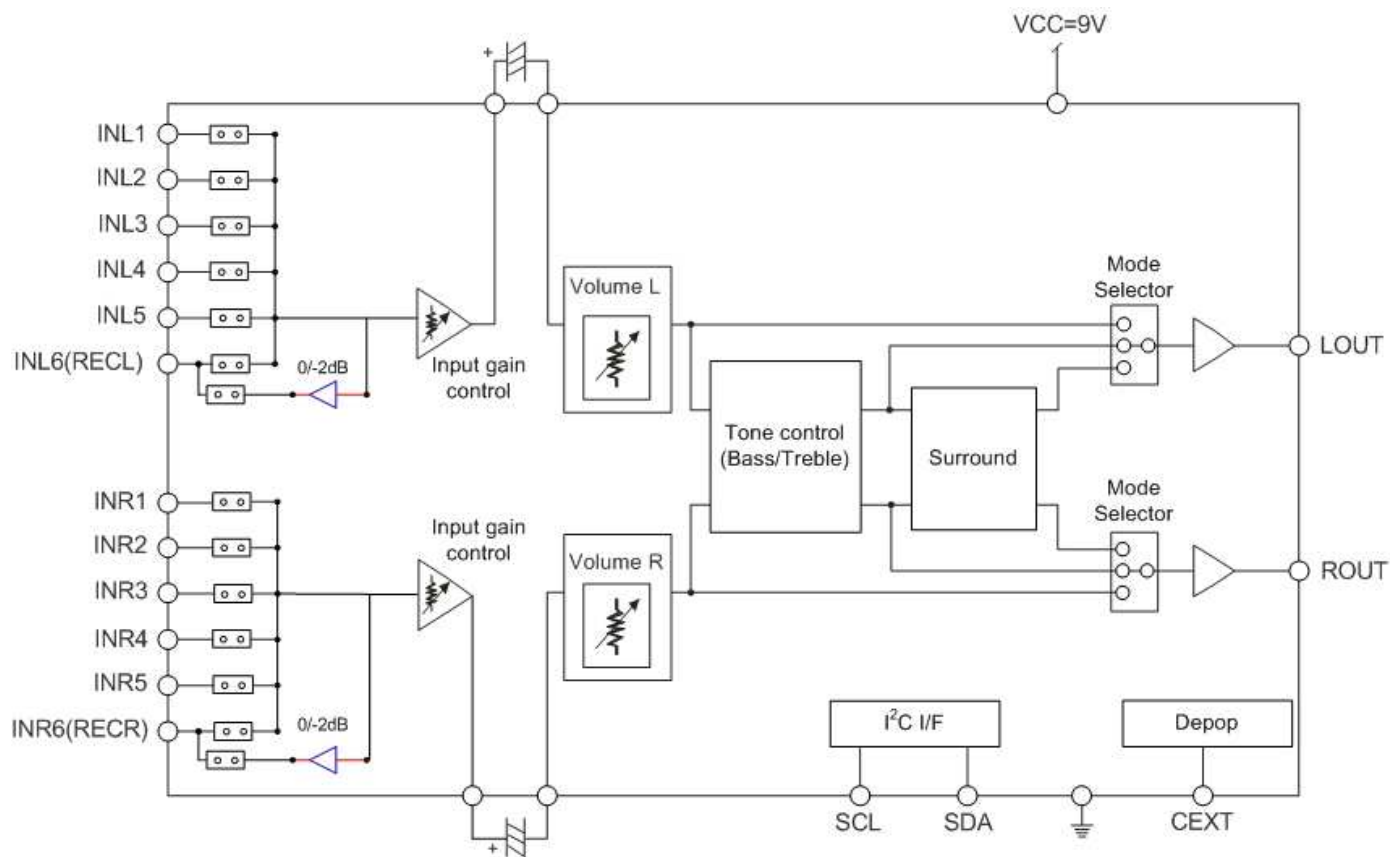 VCC=9V
+
INL1
INL2
INL3
INL4
INL5
INL6(RECL)
0/-2dB
Input gain
control
Volume L
Mode
Selector
LOUT
Tone control
(Bass/Treble)
Surround
INR1
INR2
INR3
INR4
INR5
INR6(RECR)
0/-2dB
Input gain
control
Volume R
Mode
Selector
ROUT
I²C I/F
Depop
SCL
SDA
CEXT
+